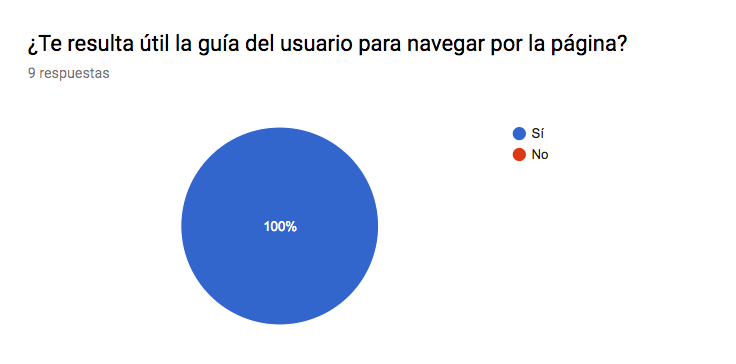 ¿Te resulta útil la guía del usuario para navegar por la página?
9 respuestas
Sí
No
100%